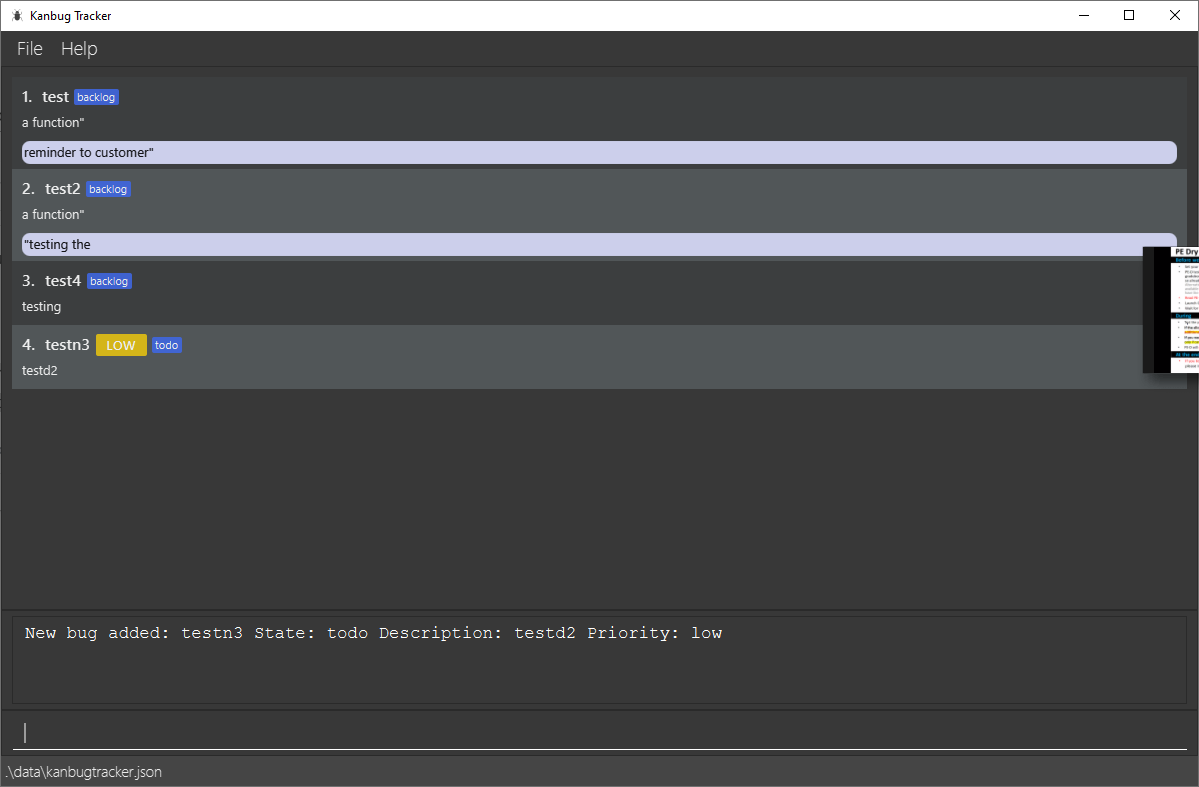 Kanbug Tracker
File Help
1. test backlog
a function"
reminder to customer"
2. test2 backlog
a function"
"testing the
3. test4 backlog
testing
4. testn3 LOW todo
testd2
PE Dry
New bug added: testn3 State: todo Description: testd2 Priority: low
.\data\kanbugtracker.json